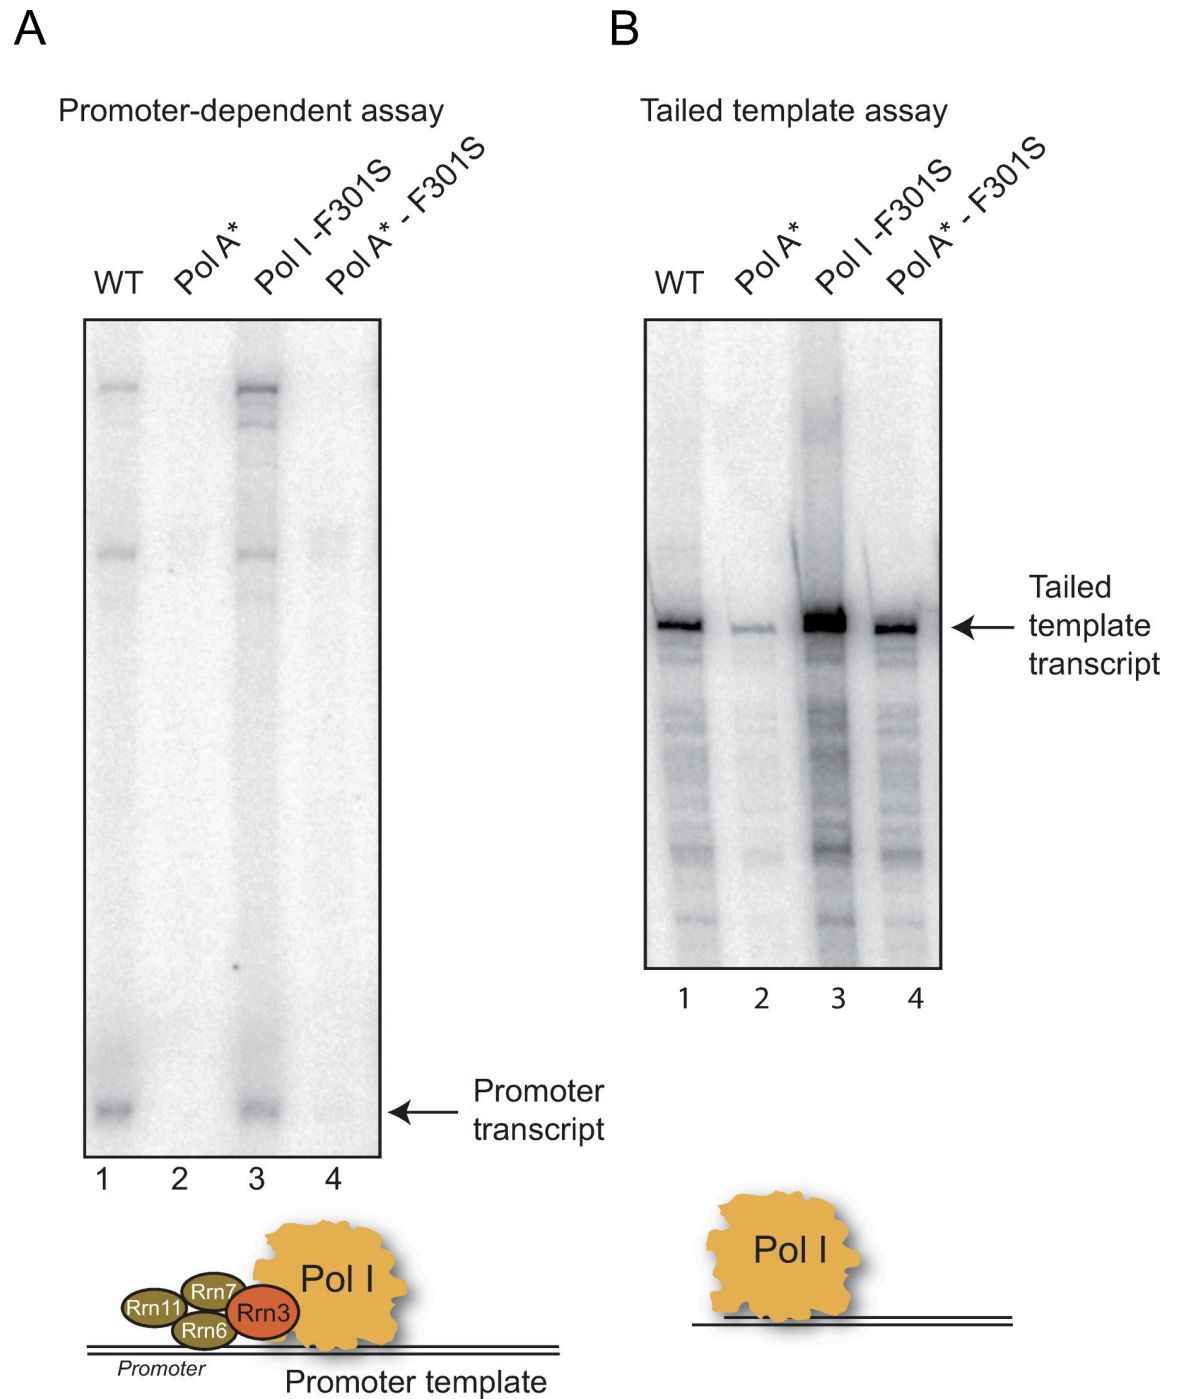 A
Promoter-dependent assay
WT
Pol A*
Pol I -F301S
Pol A* - F301S
1
2
3
4
Promoter
transcript
Rrn11
Rrn7
Rrn6
Rrn3
Pol I
Promoter
Promoter template
B
Tailed template assay
WT
Pol A*
Pol I -F301S
Pol A* - F301S
Tailed
template
transcript
1
2
3
4
Pol I